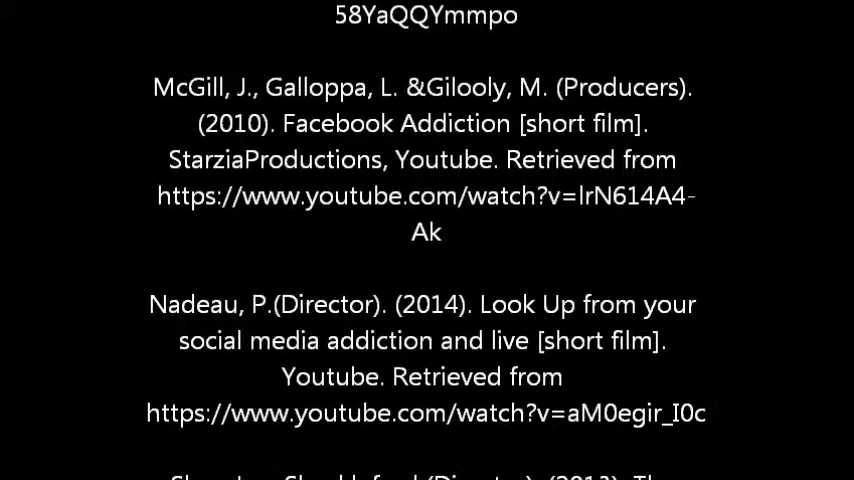 58YaQQYmmpo
McGill, J., Galloppa, L. &Gilooly, M. (Producers).
(2010). Facebook Addiction [short film].
StarziaProductions, Youtube. Retrieved from
https://www.youtube.com/watch?v=lrN614A4-
Ak
Nadeau, P.(Director). (2014). Look Up from your
social media addiction and live [short film].
Youtube. Retrieved from
https://www.youtube.com/watch?v=aM0egir_I0c